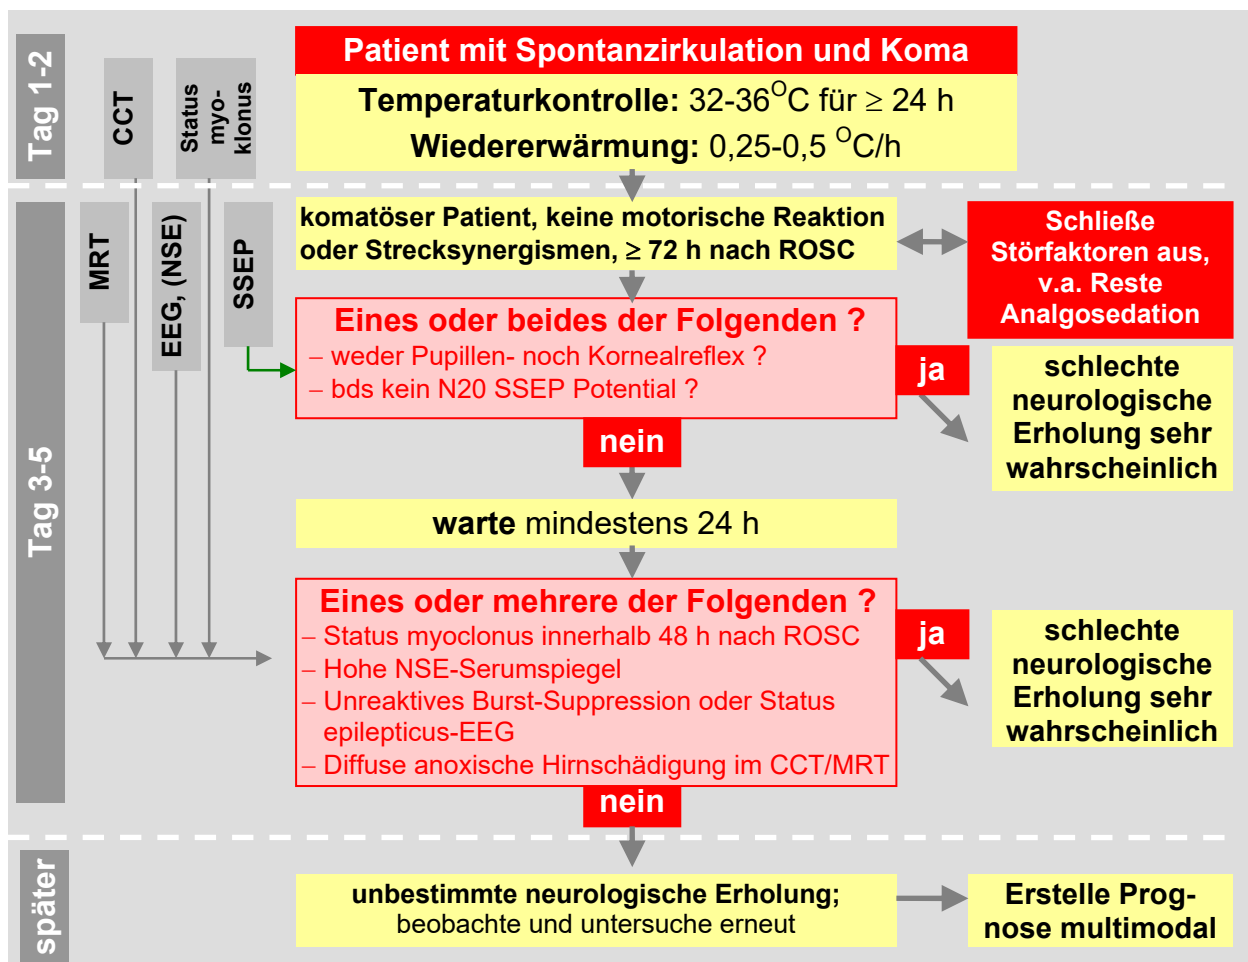 Tag 1-2
CCT
Status
myo-
klonus
Patient mit Spontanzirkulation und Koma
Temperaturkontrolle: 32-36°C für ≥ 24 h
Wiedererwärmung: 0,25-0,5 °C/h
Tag 3-5
MRT
EEG, (NSE)
SSEP
komatöser Patient, keine motorische Reaktion
oder Strecksynergismen, ≥ 72 h nach ROSC
Schließe
Störfaktoren aus,
v.a. Reste
Analgosedation
Eines oder beides der Folgenden ?
– weder Pupillen- noch Kornealreflex ?
– bds kein N20 SSEP Potential ?
ja
schlechte
neurologische
Erholung sehr
wahrscheinlich
nein
warte mindestens 24 h
Eines oder mehrere der Folgenden ?
– Status myoclonus innerhalb 48 h nach ROSC
– Hohe NSE-Serumspiegel
– Unreaktives Burst-Suppression oder Status
epilepticus-EEG
– Diffuse anoxische Hirnschädigung im CCT/MRT
ja
schlechte
neurologische
Erholung sehr
wahrscheinlich
nein
später
unbestimmte neurologische Erholung;
beobachte und untersuche erneut
Erstelle Prog-
nose multimodal